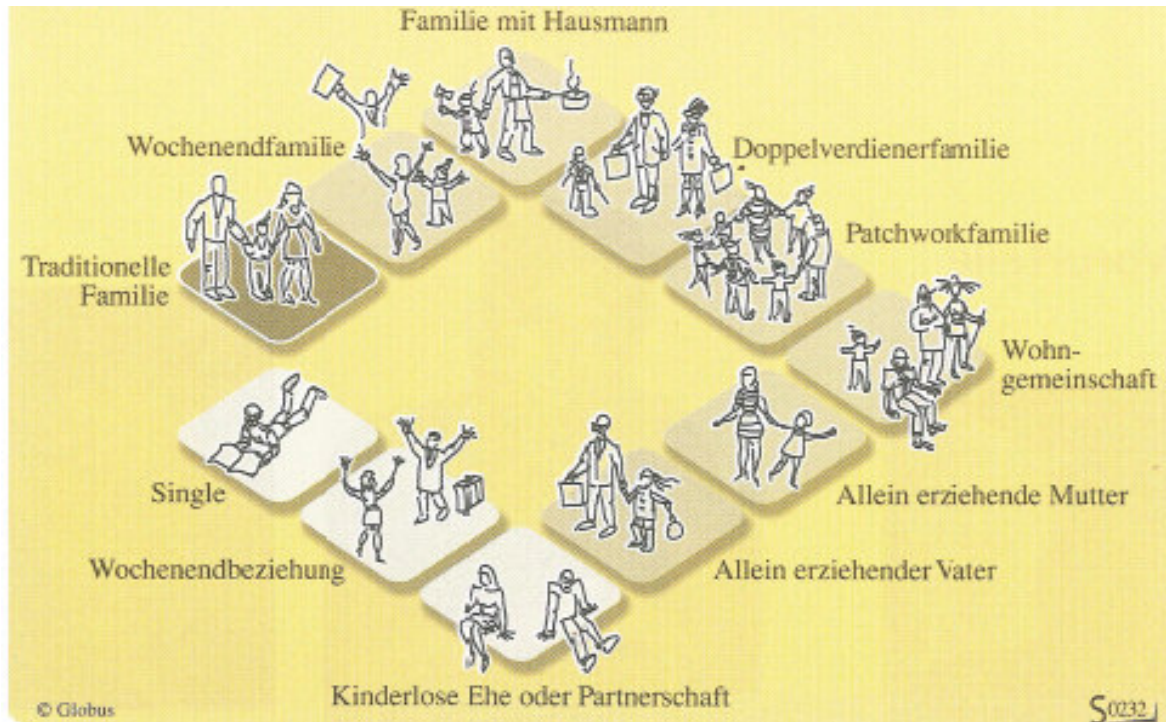 Familie mit Hausmann
Wochenendfamilie
Doppelverdienerfamilie
Traditionelle
Familie
Patchworkfamilie
Wohn-
gemeinschaft
Single
Allein erziehende Mutter
Wochenendbeziehung
Allein erziehender Vater
Kinderlose Ehe oder Partnerschaft
© Globus
S 0232